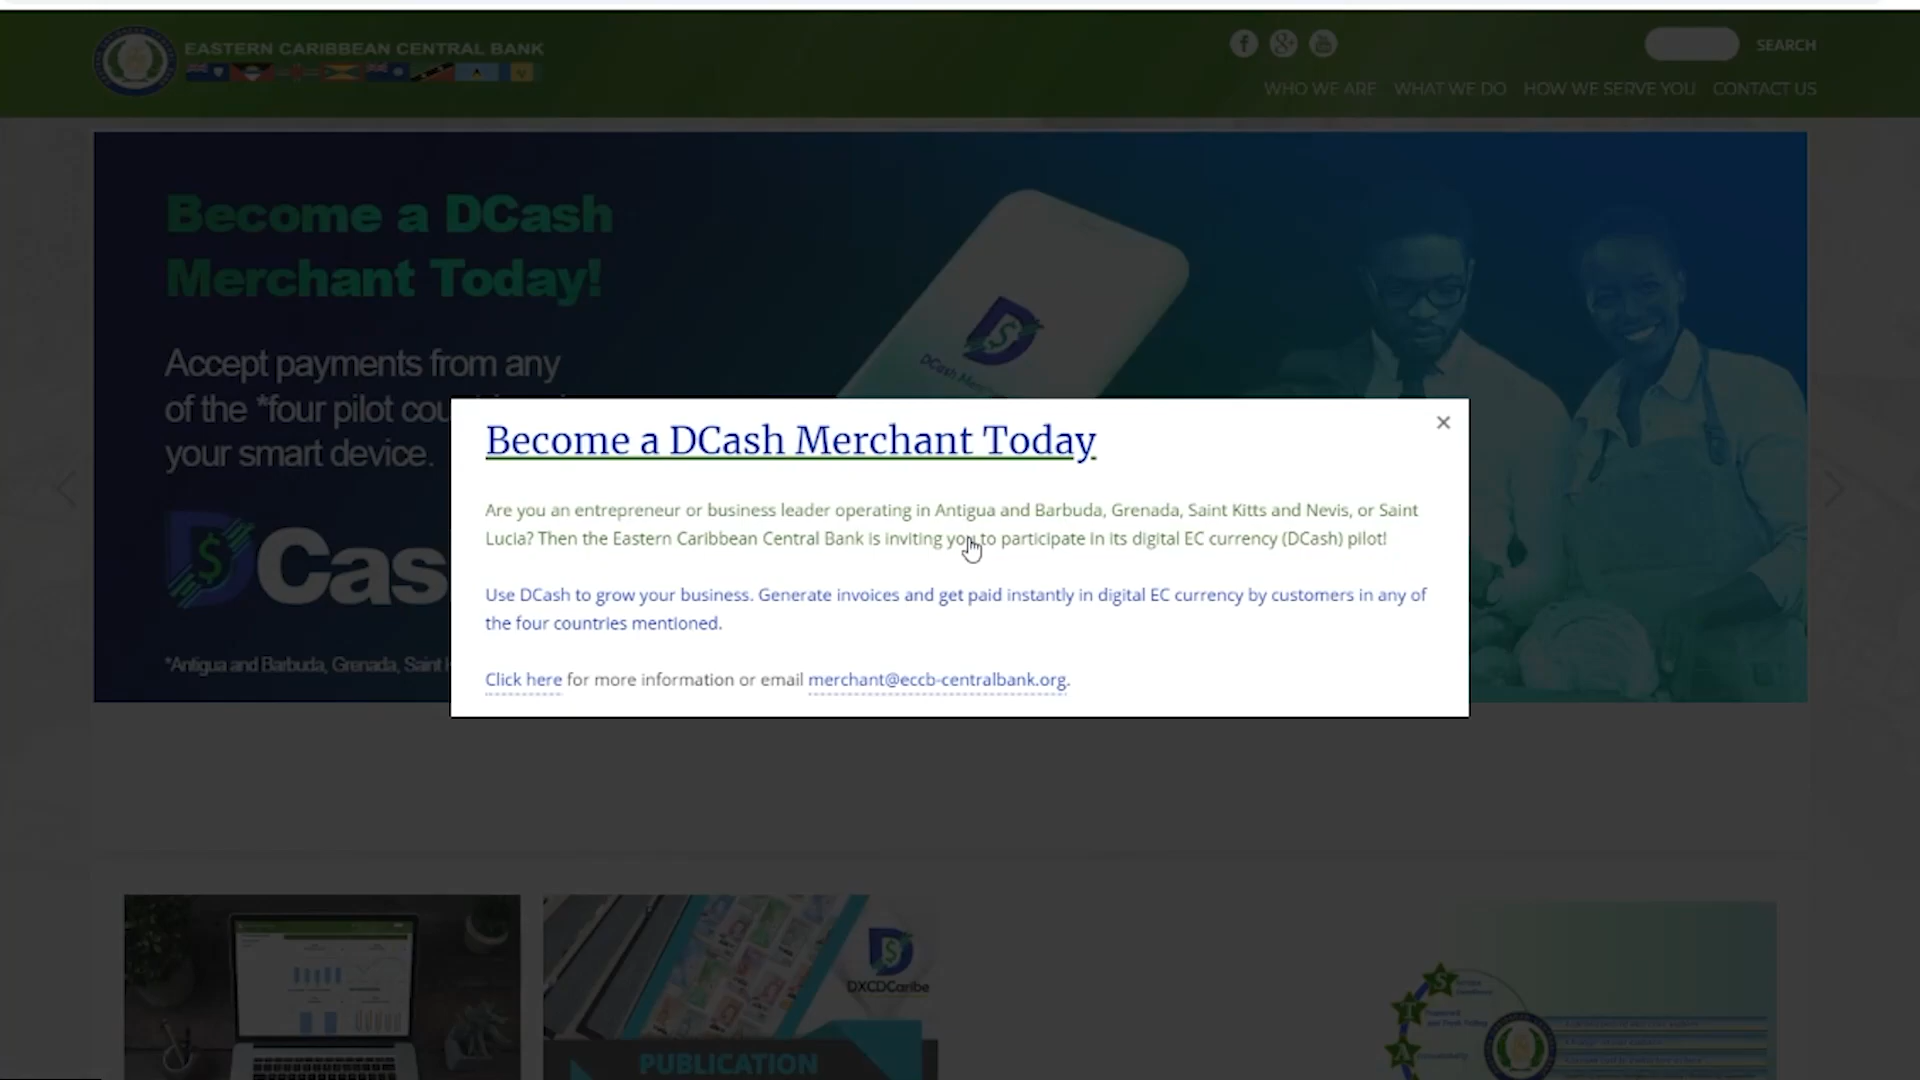 EASTERN CARIBBEAN CENTRAL BANK
SEARCH
WHO WE ARE WHAT WE DO HOW WE SERVE YOU CONTACT US
Become a DCash
Merchant Today!
Accept payments from any
of the *four pilot cou
your smart device.
DCas
*Antigua and Barbuda, Grenada, Saint K
DCash
Become a DCash Merchant Today
×
Are you an entrepreneur or business leader operating in Antigua and Barbuda, Grenada, Saint Kitts and Nevis, or Saint
Lucia? Then the Eastern Caribbean Central Bank is inviting you to participate in its digital EC currency (DCash) pilot!
Use DCash to grow your business. Generate invoices and get paid instantly in digital EC currency by customers in any of
the four countries mentioned.
Click here for more information or email merchant@eccb-centralbank.org.
DXCDCaribe
PUBLICATION
S
T
A